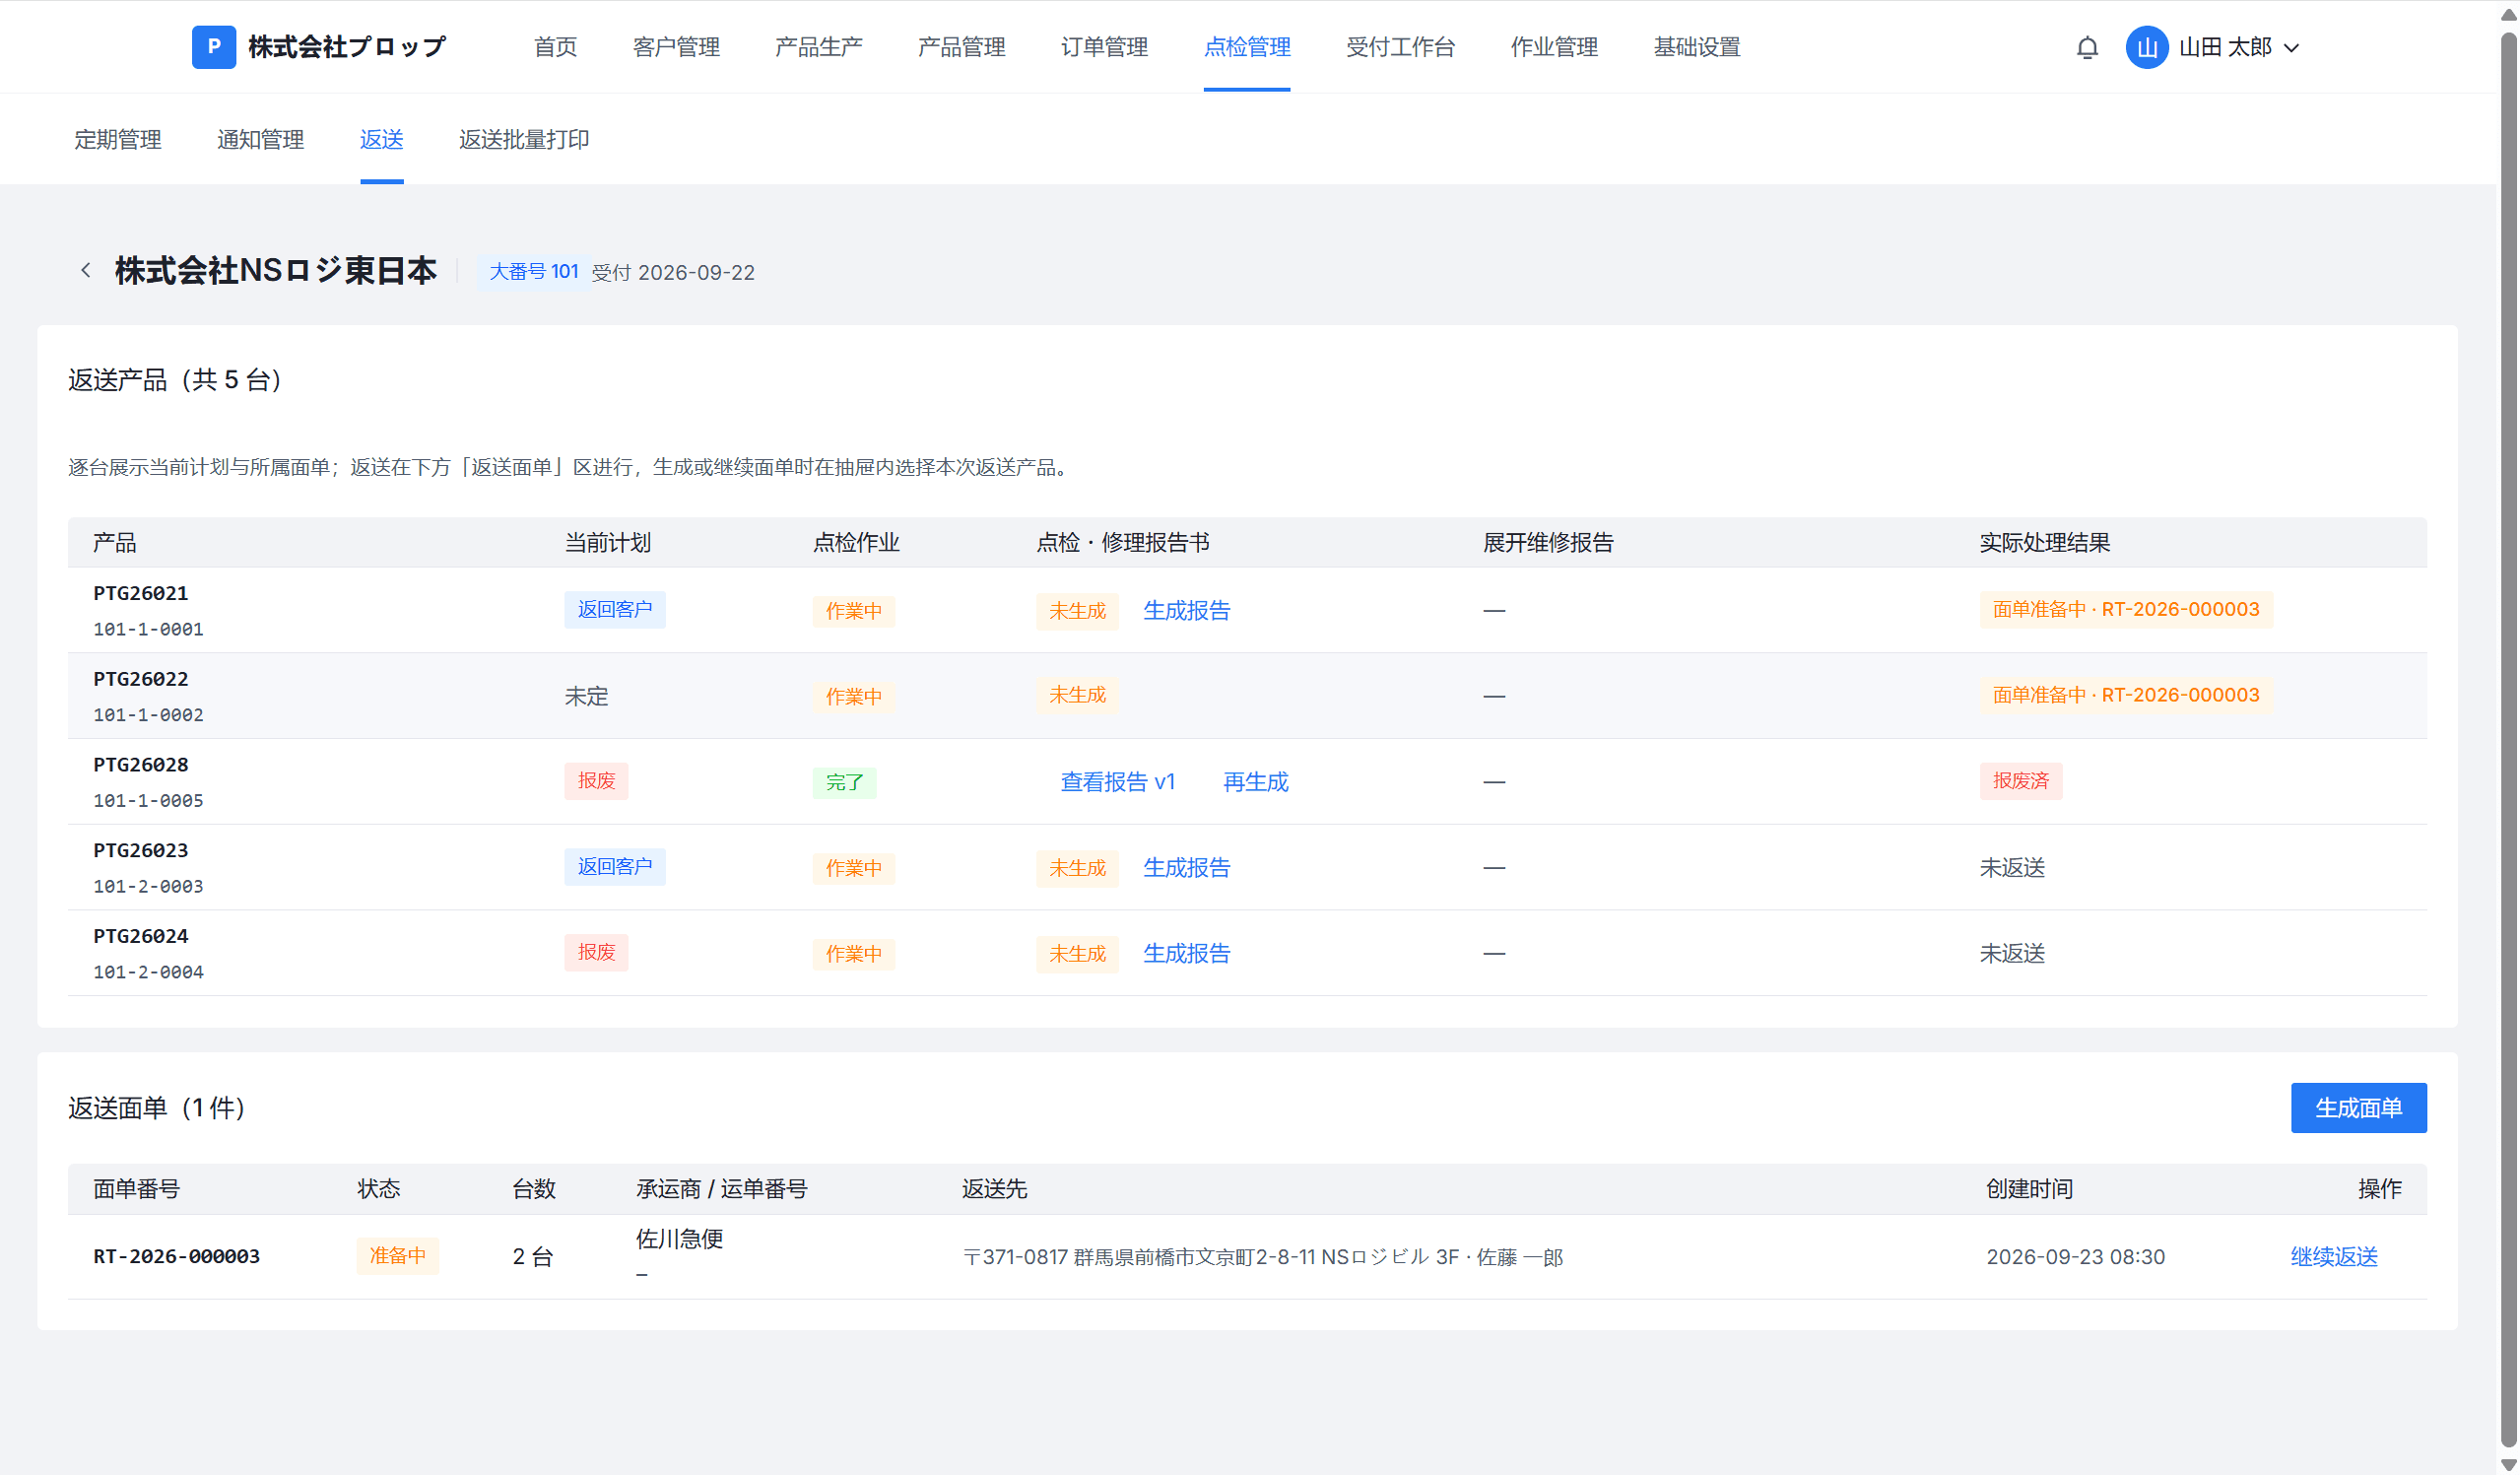 P 株式会社プロップ 首页 客户管理 产品生产 产品管理 订单管理 点检管理 受付工作台 作业管理 基础设置 山 山田 太郎
定期管理 通知管理 返送 返送批量打印
株式会社NSロジ東日本 大番号 101 受付 2026-09-22
返送产品（共 5 台）
逐台展示当前计划与所属面单；返送在下方「返送面单」区进行，生成或继续面单时在抽屉内选择本次返送产品。
产品 当前计划 点检作业 点检・修理报告书 展开维修报告 实际处理结果
PTG26021
101-1-0001
返回客户 作業中 未生成 生成报告 — 面单准备中 · RT-2026-000003
PTG26022
101-1-0002
未定 作業中 未生成 — 面单准备中 · RT-2026-000003
PTG26028
101-1-0005
报废 完了 查看报告 v1 再生成 — 报废済
PTG26023
101-2-0003
返回客户 作業中 未生成 生成报告 — 未返送
PTG26024
101-2-0004
报废 作業中 未生成 生成报告 — 未返送
返送面单（1 件） 生成面单
面单番号 状态 台数 承运商 / 运单番号 返送先 创建时间 操作
RT-2026-000003 准备中 2 台 佐川急便
–
〒371-0817 群馬県前橋市文京町2-8-11 NSロジビル 3F · 佐藤 一郎 2026-09-23 08:30 继续返送